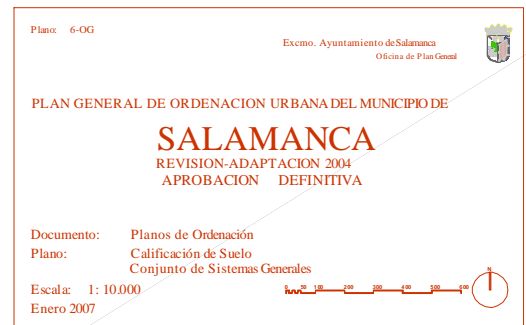 Plano: 6-OG
Excmo. Ayuntamiento de Salamanca
Oficina de Plan General
PLAN GENERAL DE ORDENACION URBANA DEL MUNICIPIO DE
SALAMANCA
REVISION-ADAPTACION 2004
APROBACION DEFINITIVA
Documento: Planos de Ordenación
Plano: Calificación de Suelo
Conjunto de Sistemas Generales
Escala: 1: 10.000
0 50 100 200 300 400 500 600
N
Enero 2007